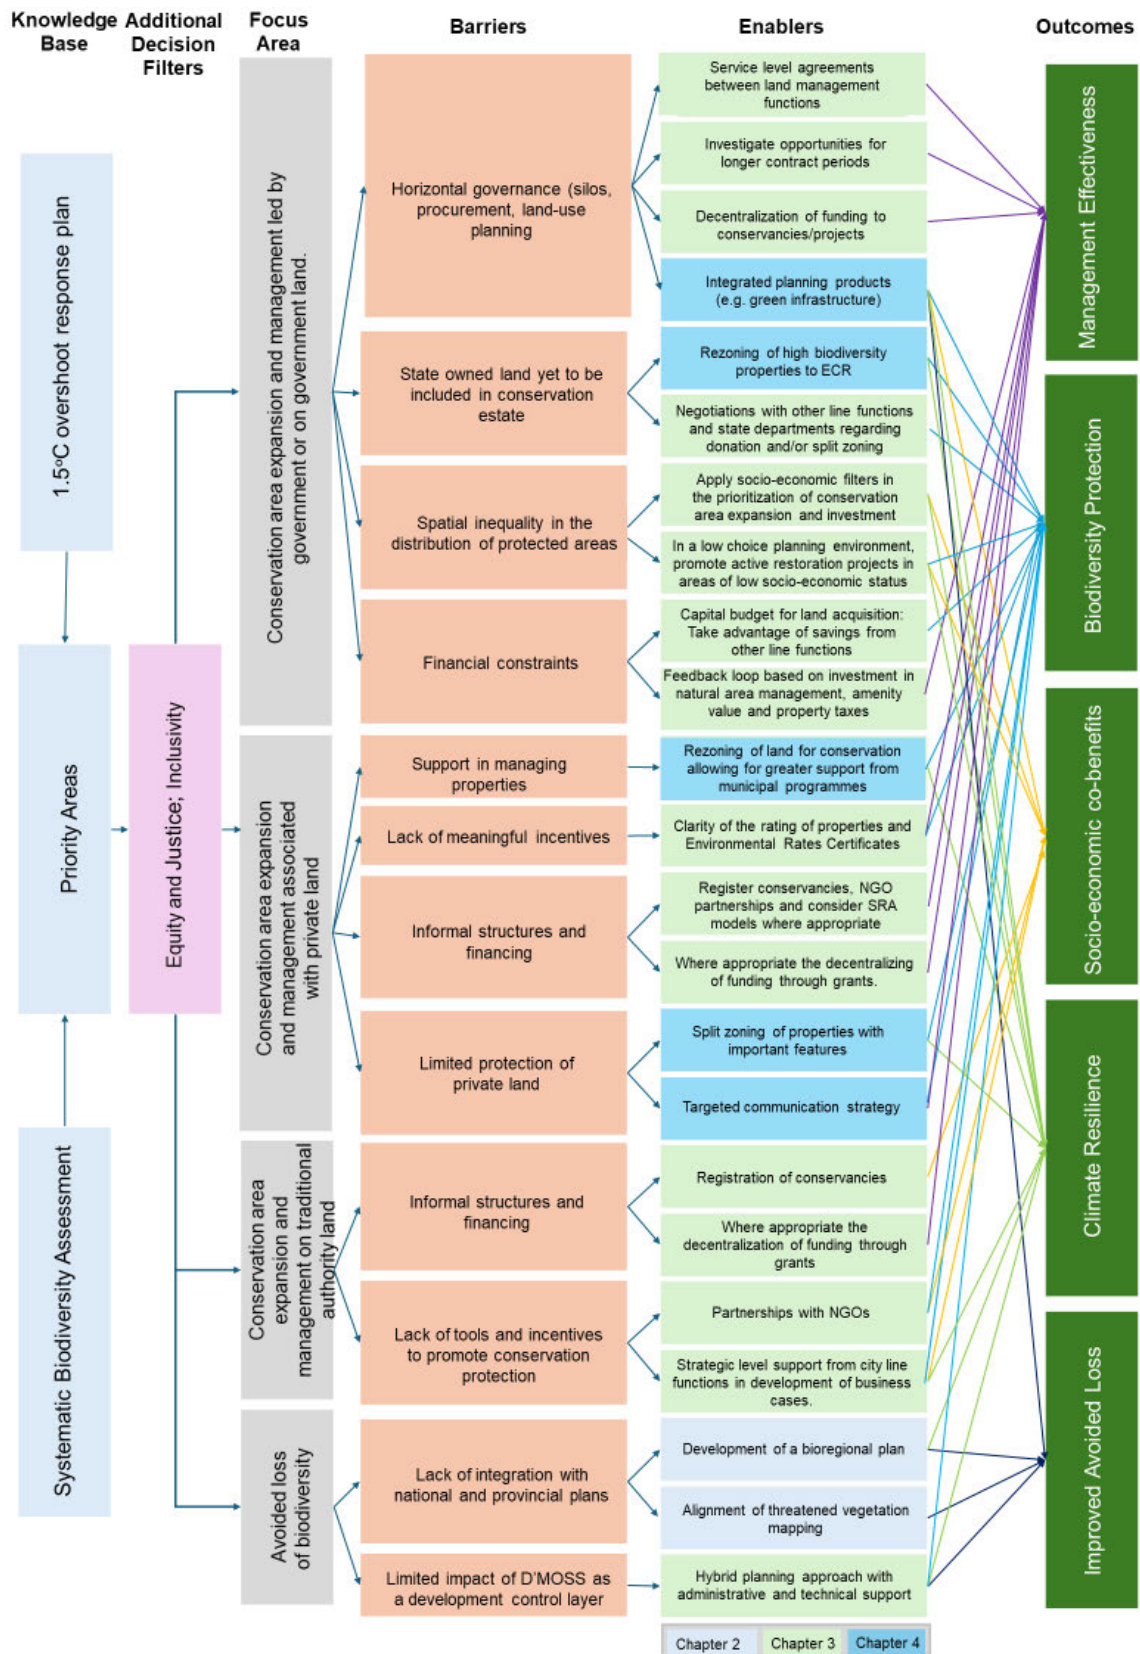 Knowledge
Base
Additional
Decision
Filters
Focus
Area
Barriers
Enablers
Outcomes
1.5°C overshoot response plan
Priority Areas
Systematic Biodiversity Assessment
Equity and Justice; Inclusivity
Conservation area expansion and management led by
government or on government land.
Horizontal governance (silos,
procurement, land-use
planning
Service level agreements
between land management
functions
Investigate opportunities for
longer contract periods
Decentralization of funding to
conservancies/projects
Integrated planning products
(e.g. green infrastructure)
State owned land yet to be
included in conservation
estate
Rezoning of high biodiversity
properties to ECR
Negotiations with other line functions
and state departments regarding
donation and/or split zoning
Spatial inequality in the
distribution of protected areas
Apply socio-economic filters in
the prioritization of conservation
area expansion and investment
In a low choice planning environment,
promote active restoration projects in
areas of low socio-economic status
Financial constraints
Capital budget for land acquisition:
Take advantage of savings from
other line functions
Feedback loop based on investment in
natural area management, amenity
value and property taxes
Conservation area expansion
and management associated
with private land
Support in managing
properties
Rezoning of land for conservation
allowing for greater support from
municipal programmes
Lack of meaningful incentives
Clarity of the rating of properties and
Environmental Rates Certificates
Informal structures and
financing
Register conservancies, NGO
partnerships and consider SRA
models where appropriate
Where appropriate the decentralizing
of funding through grants.
Limited protection of
private land
Split zoning of properties with
important features
Targeted communication strategy
Conservation area
expansion and
management on traditional
authority land
Informal structures and
financing
Registration of conservancies
Where appropriate the
decentralization of funding through
grants
Lack of tools and incentives
to promote conservation
protection
Partnerships with NGOs
Strategic level support from city line
functions in development of business
cases.
Avoided loss
of biodiversity
Lack of integration with
national and provincial plans
Development of a bioregional plan
Alignment of threatened vegetation
mapping
Limited impact of D'MOSS as
a development control layer
Hybrid planning approach with
administrative and technical support
Management Effectiveness
Biodiversity Protection
Socio-economic co-benefits
Climate Resilience
Improved Avoided Loss
Chapter 2
Chapter 3
Chapter 4